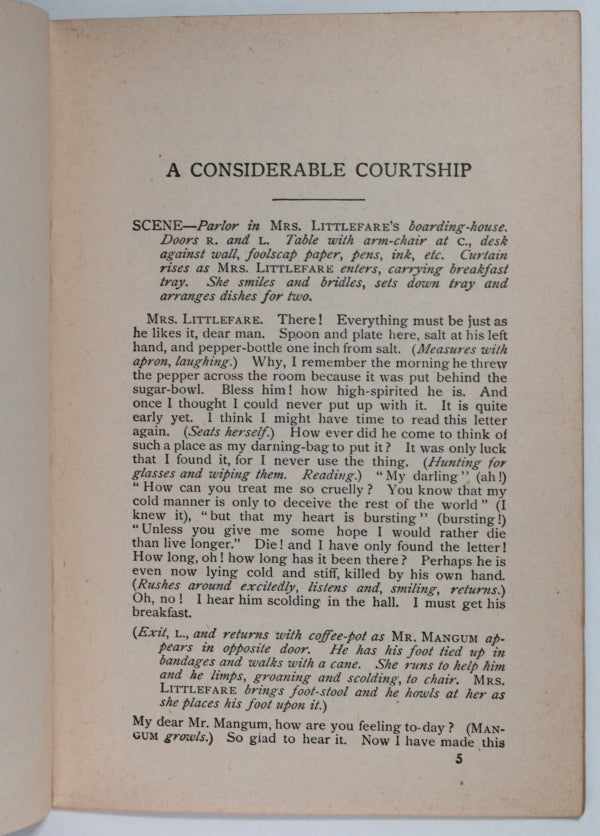 A CONSIDERABLE COURTSHIP
SCENE—Parlor in MRS. LITTLEFARE'S boarding-house.
Doors R. and L. Table with arm-chair at C., desk
against wall, foolscap paper, pens, ink, etc. Curtain
rises as MRS. LITTLEFARE enters, carrying breakfast
tray. She smiles and bridles, sets down tray and
arranges dishes for two.
MRS. LITTLEFARE. There! Everything must be just as
he likes it, dear man. Spoon and plate here, salt at his left
hand, and pepper-bottle one inch from salt. (Measures with
apron, laughing.) Why, I remember the morning he threw
the pepper across the room because it was put behind the
sugar-bowl. Bless him! how high-spirited he is. And
once I thought I could never put up with it. It is quite
early yet. I think I might have time to read this letter
again. (Seats herself.) How ever did he come to think of
such a place as my darning-bag to put it? It was only luck
that I found it, for I never use the thing. (Hunting for
glasses and wiping them. Reading.) "My darling" (ah!)
"How can you treat me so cruelly? You know that my
cold manner is only to deceive the rest of the world" (I
knew it), "but that my heart is bursting" (bursting!)
"Unless you give me some hope I would rather die
than live longer." Die! and I have only found the letter!
How long, oh! how long has it been there? Perhaps he is
even now lying cold and stiff, killed by his own hand.
(Rushes around excitedly, listens and, smiling, returns.)
Oh, no! I hear him scolding in the hall. I must get his
breakfast.
(Exit, L., and returns with coffee-pot as MR. MANGUM ap-
pears in opposite door. He has his foot tied up in
bandages and walks with a cane. She runs to help him
and he limps, groaning and scolding, to chair. MRS.
LITTLEFARE brings foot-stool and he howls at her as
she places his foot upon it.)
My dear Mr. Mangum, how are you feeling to-day? (MAN-
GUM growls.) So glad to hear it. Now I have made this
5